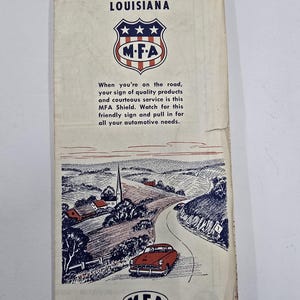 LOUISIANA
M·F·A
When you're on the road,
your sign of quality products
and courteous service is this
MFA Shield. Watch for this
friendly sign and pull in for
all your automotive needs.
MFA